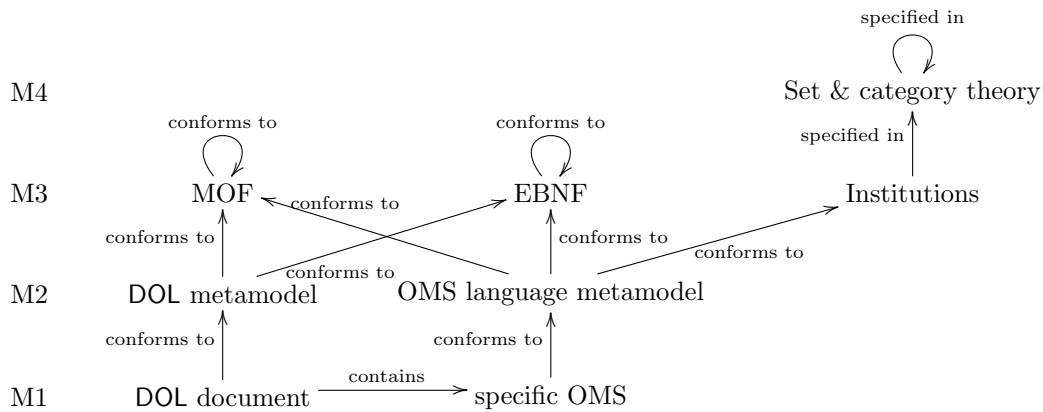 specified in
M4 Set & category theory
conforms to conforms to specified in
M3 MOF EBNF Institutions
conforms to
conforms to conforms to conforms to
conforms to
M2 DOL metamodel OMS language metamodel
conforms to conforms to
contains
M1 DOL document specific OMS